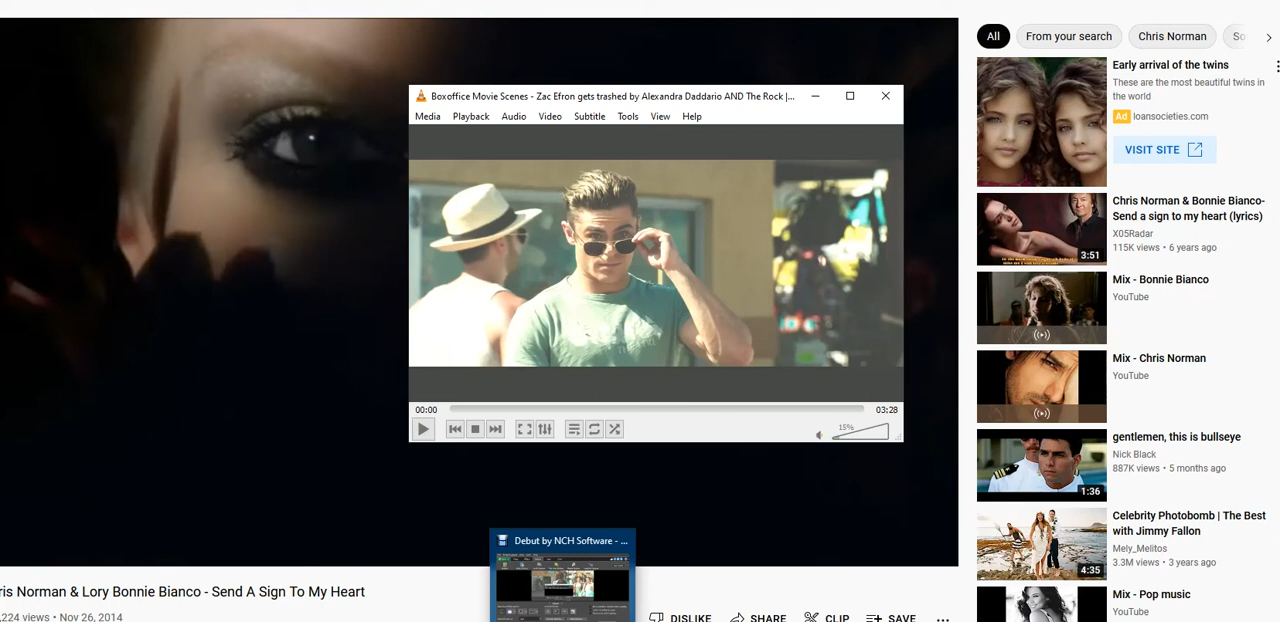 Boxoffice Movie Scenes - Zac Efron gets trashed by Alexandra Daddario AND The Rock |...
Media Playback Audio Video Subtitle Tools View Help
00:00
03:28
15%
Debut by NCH Software - ...
ris Norman & Lory Bonnie Bianco - Send A Sign To My Heart
,224 views • Nov 26, 2014
DISLIKE SHARE CLIP SAVE ...
All From your search Chris Norman So
Early arrival of the twins
These are the most beautiful twins in
the world
Ad loansocieties.com
VISIT SITE
Chris Norman & Bonnie Bianco-
Send a sign to my heart (lyrics)
X05Radar
115K views • 6 years ago
3:51
Mix - Bonnie Bianco
YouTube
Mix - Chris Norman
YouTube
gentlemen, this is bullseye
Nick Black
887K views • 5 months ago
1:36
Celebrity Photobomb | The Best
with Jimmy Fallon
Mely_Melitos
3.3M views • 3 years ago
4:35
Mix - Pop music
YouTube